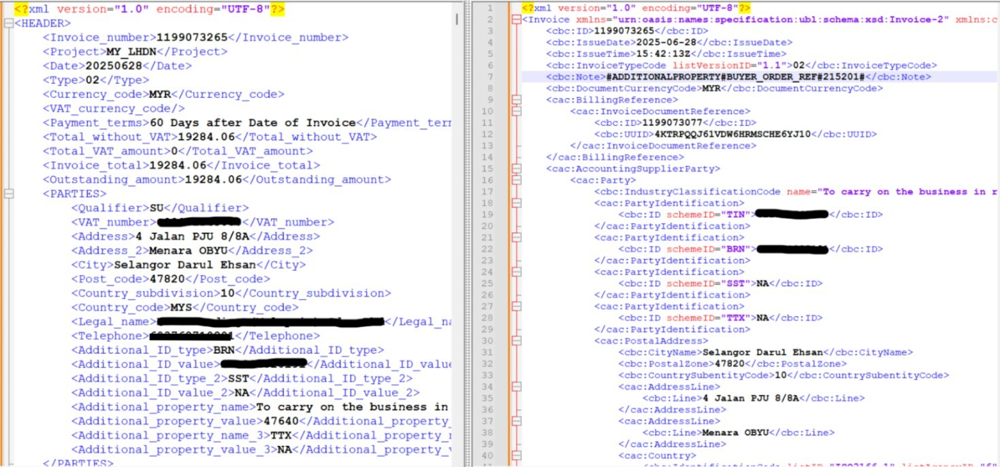 <?xml version="1.0" encoding="UTF-8"?>
<HEADER>
<Invoice_number>1199073265</Invoice_number>
<Project>MY_LHDN</Project>
<Date>20250628</Date>
<Type>02</Type>
<Currency_code>MYR</Currency_code>
<VAT_currency_code/>
<Payment_terms>60 Days after Date of Invoice</Payment_terr
<Total_without_VAT>19284.06</Total_without_VAT>
<Total_VAT_amount>0</Total_VAT_amount>
<Invoice_total>19284.06</Invoice_total>
<Outstanding_amount>19284.06</Outstanding_amount>
<PARTIES>
<Qualifier>SU</Qualifier>
<VAT_number></VAT_number>
<Address>4 Jalan PJU 8/8A</Address>
<Address_2>Menara OBYU</Address_2>
<City>Selangor Darul Ehsan</City>
<Post_code>47820</Post_code>
<Country_subdivision>10</Country_subdivision>
<Country_code>MYS</Country_code>
<Legal_name></Legal_na
<Telephone></Telephone>
<Additional_ID_type>BRN</Additional_ID_type>
<Additional_ID_value></Additional_ID_value
<Additional_ID_type_2>SST</Additional_ID_type_2>
<Additional_ID_value_2>NA</Additional_ID_value_2>
<Additional_property_name>To carry on the business in
<Additional_property_value>47640</Additional_property_
<Additional_property_name_3>TTX</Additional_property_
<Additional_property_value_3>NA</Additional_property_
</PARTIES>
1 <?xml version="1.0" encoding="UTF-8"?>
2 <Invoice xmlns="urn:oasis:names:specification:ubl:schema:xsd:Invoice-2" xmlns:c
3 <cbc:ID>1199073265</cbc:ID>
4 <cbc:IssueDate>2025-06-28</cbc:IssueDate>
5 <cbc:IssueTime>15:42:13Z</cbc:IssueTime>
6 <cbc:InvoiceTypeCode listVersionID="1.1">02</cbc:InvoiceTypeCode>
7 <cbc:Note>#ADDITIONALPROPERTY#BUYER_ORDER_REF#215201#</cbc:Note>
8 <cbc:DocumentCurrencyCode>MYR</cbc:DocumentCurrencyCode>
9 <cac:BillingReference>
10 <cac:InvoiceDocumentReference>
11 <cbc:ID>1199073077</cbc:ID>
12 <cbc:UUID>4KTRPQQJ61VDW6HRMSCHE6YJ10</cbc:UUID>
13 </cac:InvoiceDocumentReference>
14 </cac:BillingReference>
15 <cac:AccountingSupplierParty>
16 <cac:Party>
17 <cbc:IndustryClassificationCode name="To carry on the business in r
18 <cac:PartyIdentification>
19 <cbc:ID schemeID="TIN"></cbc:ID>
20 </cac:PartyIdentification>
21 <cac:PartyIdentification>
22 <cbc:ID schemeID="BRN"></cbc:ID>
23 </cac:PartyIdentification>
24 <cac:PartyIdentification>
25 <cbc:ID schemeID="SST">NA</cbc:ID>
26 </cac:PartyIdentification>
27 <cac:PartyIdentification>
28 <cbc:ID schemeID="TTX">NA</cbc:ID>
29 </cac:PartyIdentification>
30 <cac:PostalAddress>
31 <cbc:CityName>Selangor Darul Ehsan</cbc:CityName>
32 <cbc:PostalZone>47820</cbc:PostalZone>
33 <cbc:CountrySubentityCode>10</cbc:CountrySubentityCode>
34 <cac:AddressLine>
35 <cbc:Line>4 Jalan PJU 8/8A</cbc:Line>
36 </cac:AddressLine>
37 <cac:AddressLine>
38 <cbc:Line>Menara OBYU</cbc:Line>
39 </cac:AddressLine>
40 <cac:Country>